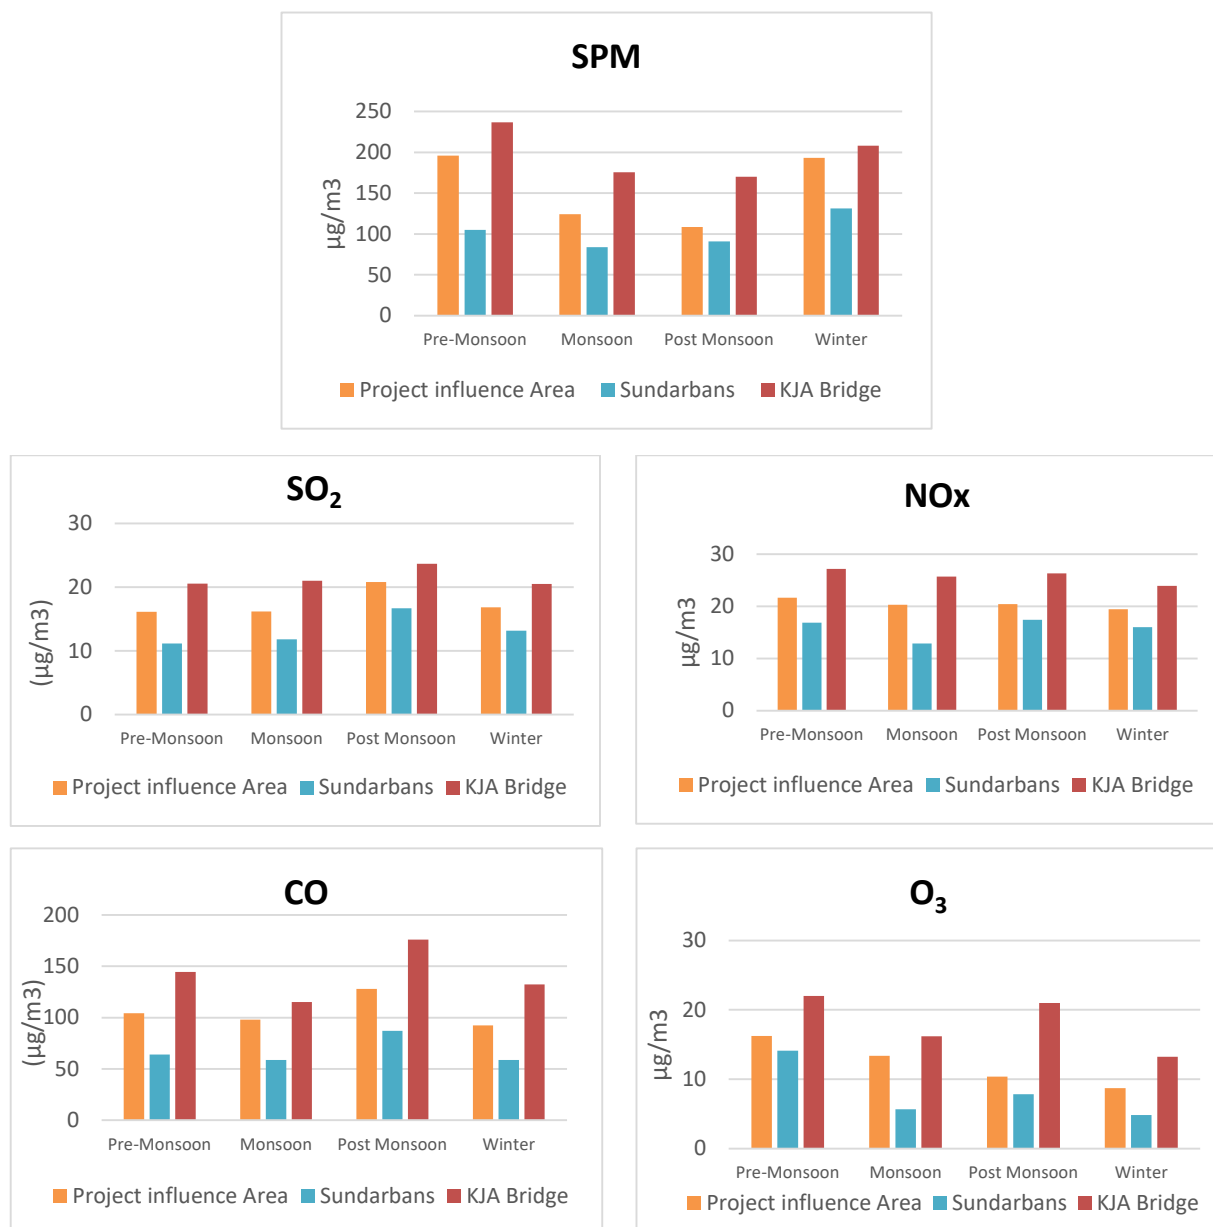 SPM
250
200
150
100
50
0
µg/m3
Pre-Monsoon Monsoon Post Monsoon Winter
Project influence Area Sundarbans KJA Bridge
SO₂
30
20
10
0
(µg/m3)
Pre-Monsoon Monsoon Post Monsoon Winter
Project influence Area Sundarbans KJA Bridge
NOx
30
20
10
0
µg/m3
Pre-Monsoon Monsoon Post Monsoon Winter
Project influence Area Sundarbans KJA Bridge
CO
200
150
100
50
0
(µg/m3)
Pre-Monsoon Monsoon Post Monsoon Winter
Project influence Area Sundarbans KJA Bridge
O₃
30
20
10
0
µg/m3
Pre-Monsoon Monsoon Post Monsoon Winter
Project influence Area Sundarbans KJA Bridge